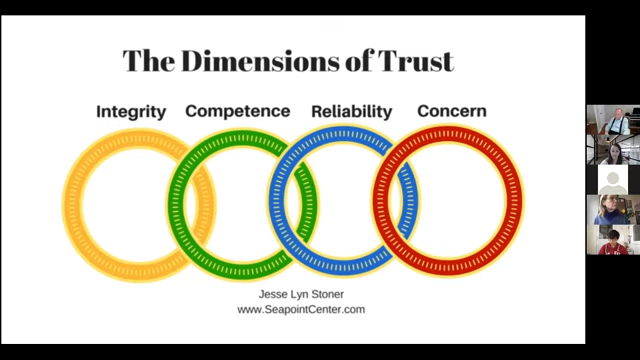 The Dimensions of Trust
Integrity Competence Reliability Concern
Jesse Lyn Stoner
www.SeapointCenter.com